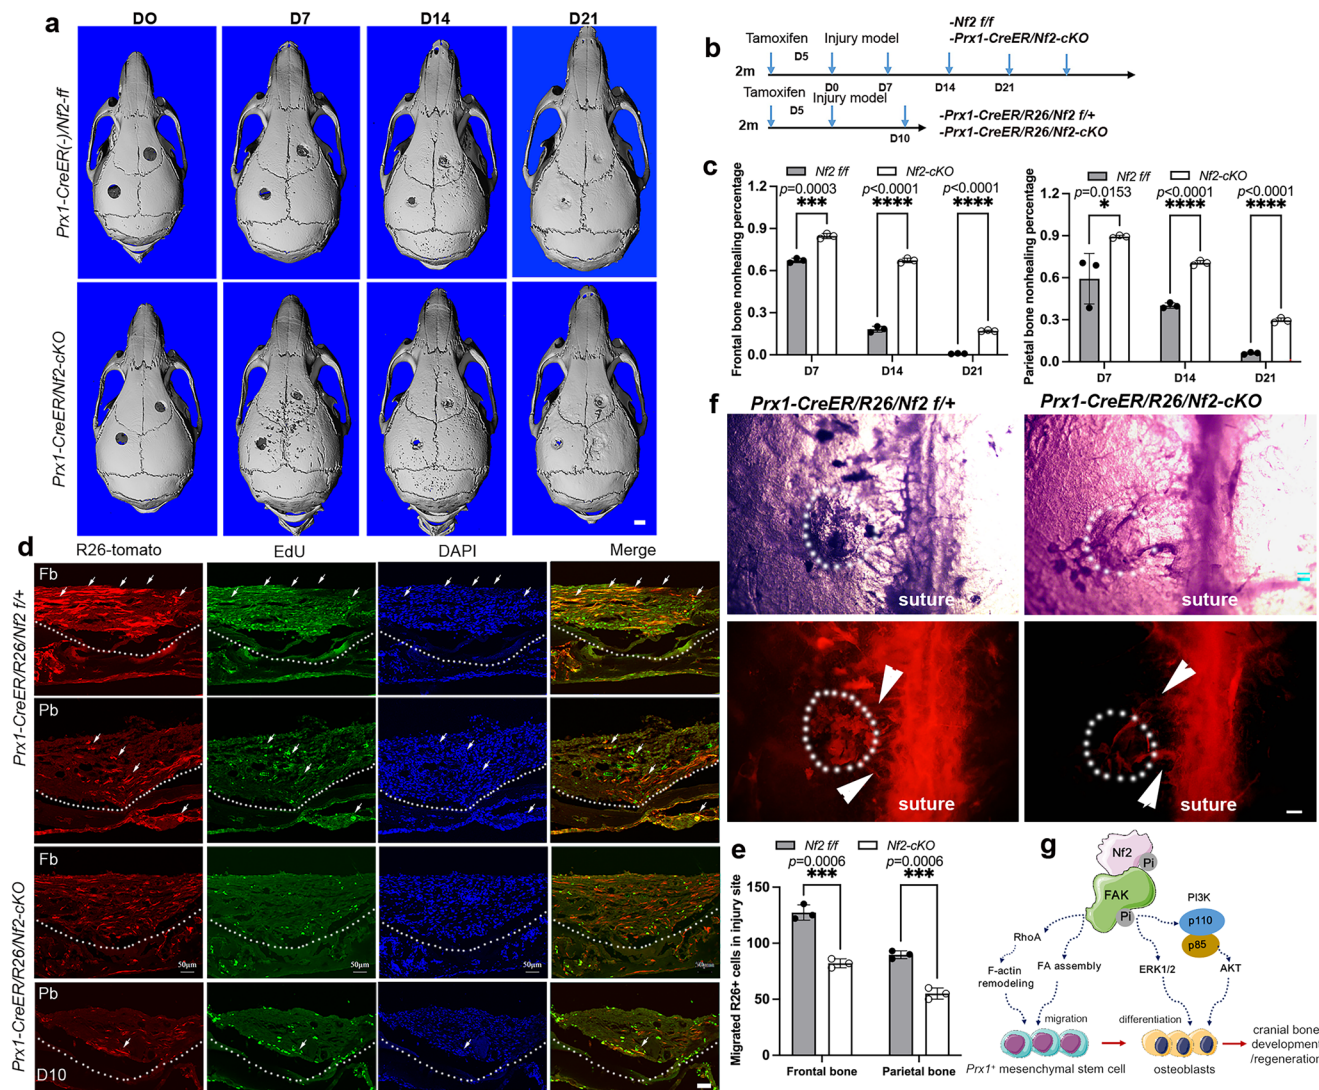 a
DO
D7
D14
D21
Prx1-CreER(-)/Nf2-ff
Prx1-CreER/Nf2-cKO
b
-Nf2 f/f
-Prx1-CreER/Nf2-cKO
Tamoxifen
Injury model
D5
2m
D0
D7
D14
D21
Tamoxifen
D5
Injury model
2m
D10
-Prx1-CreER/R26/Nf2 f/+
-Prx1-CreER/R26/Nf2-cKO
c
Nf2 f/f
Nf2-cKO
Frontal bone nonhealing percentage
1.2
0.9
0.6
0.3
0.0
p=0.0003
p<0.0001
p<0.0001
***
****
****
D7
D14
D21
Nf2 f/f
Nf2-cKO
Parietal bone nonhealing percentage
1.2
0.9
0.6
0.3
0.0
p=0.0153
p<0.0001
p<0.0001
*
****
****
D7
D14
D21
d
R26-tomato
EdU
DAPI
Merge
Prx1-CreER/R26/Nf2 f/+
Fb
Pb
Prx1-CreER/R26/Nf2-cKO
Fb
50μm
50μm
50μm
Pb
D10
f
Prx1-CreER/R26/Nf2 f/+
Prx1-CreER/R26/Nf2-cKO
suture
suture
suture
suture
e
Nf2 f/f
Nf2-cKO
Migrated R26+ cells in injury site
150
100
50
0
p=0.0006
p=0.0006
***
***
Frontal bone
Parietal bone
g
Nf2
Pi
FAK
Pi
PI3K
p110
p85
RhoA
F-actin
remodeling
FA assembly
ERK1/2
AKT
migration
differentiation
Prx1+ mesenchymal stem cell
osteoblasts
cranial bone
development
/regeneration